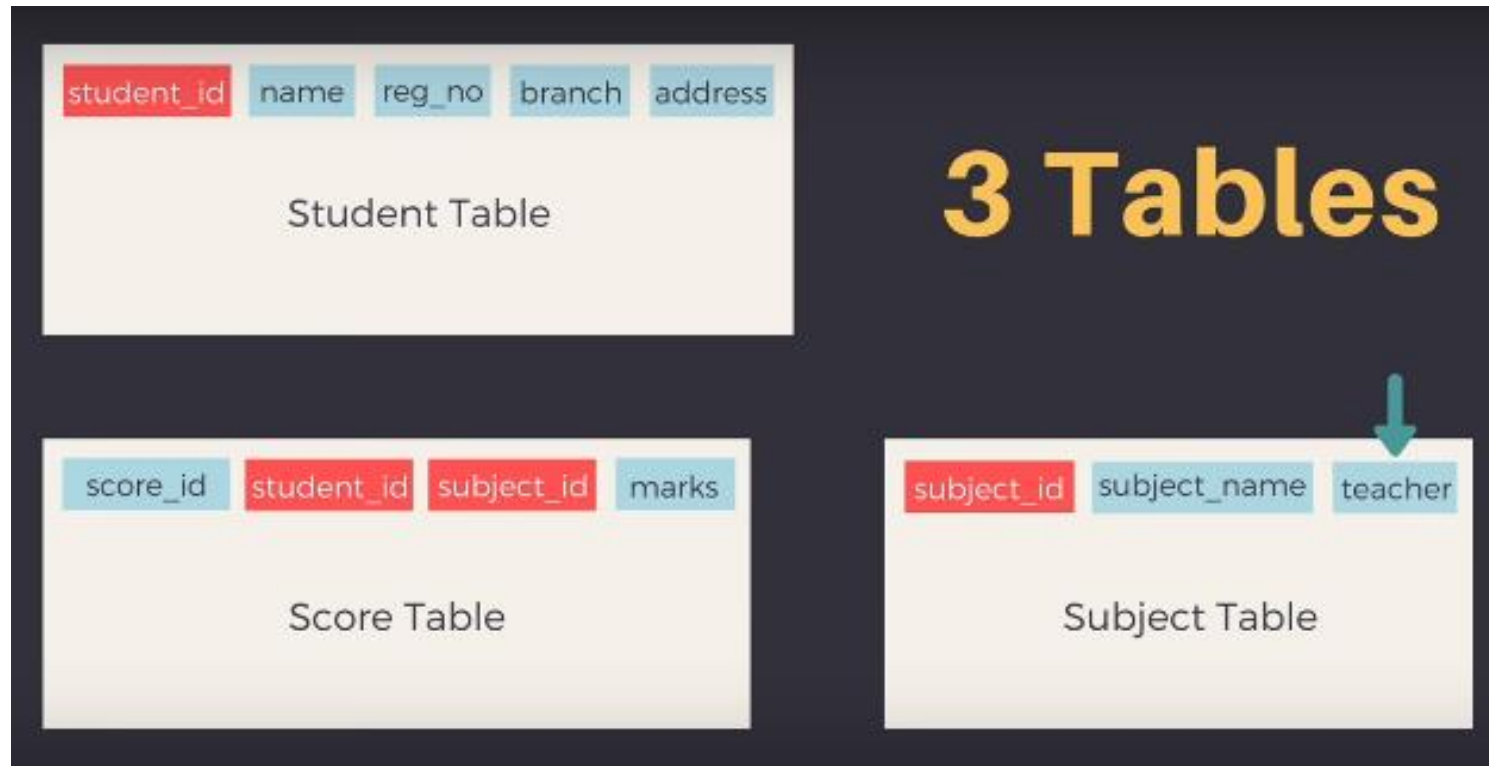 student_id name reg_no branch address
Student Table
3 Tables
score_id student_id subject_id marks
Score Table
subject_id subject_name teacher
Subject Table